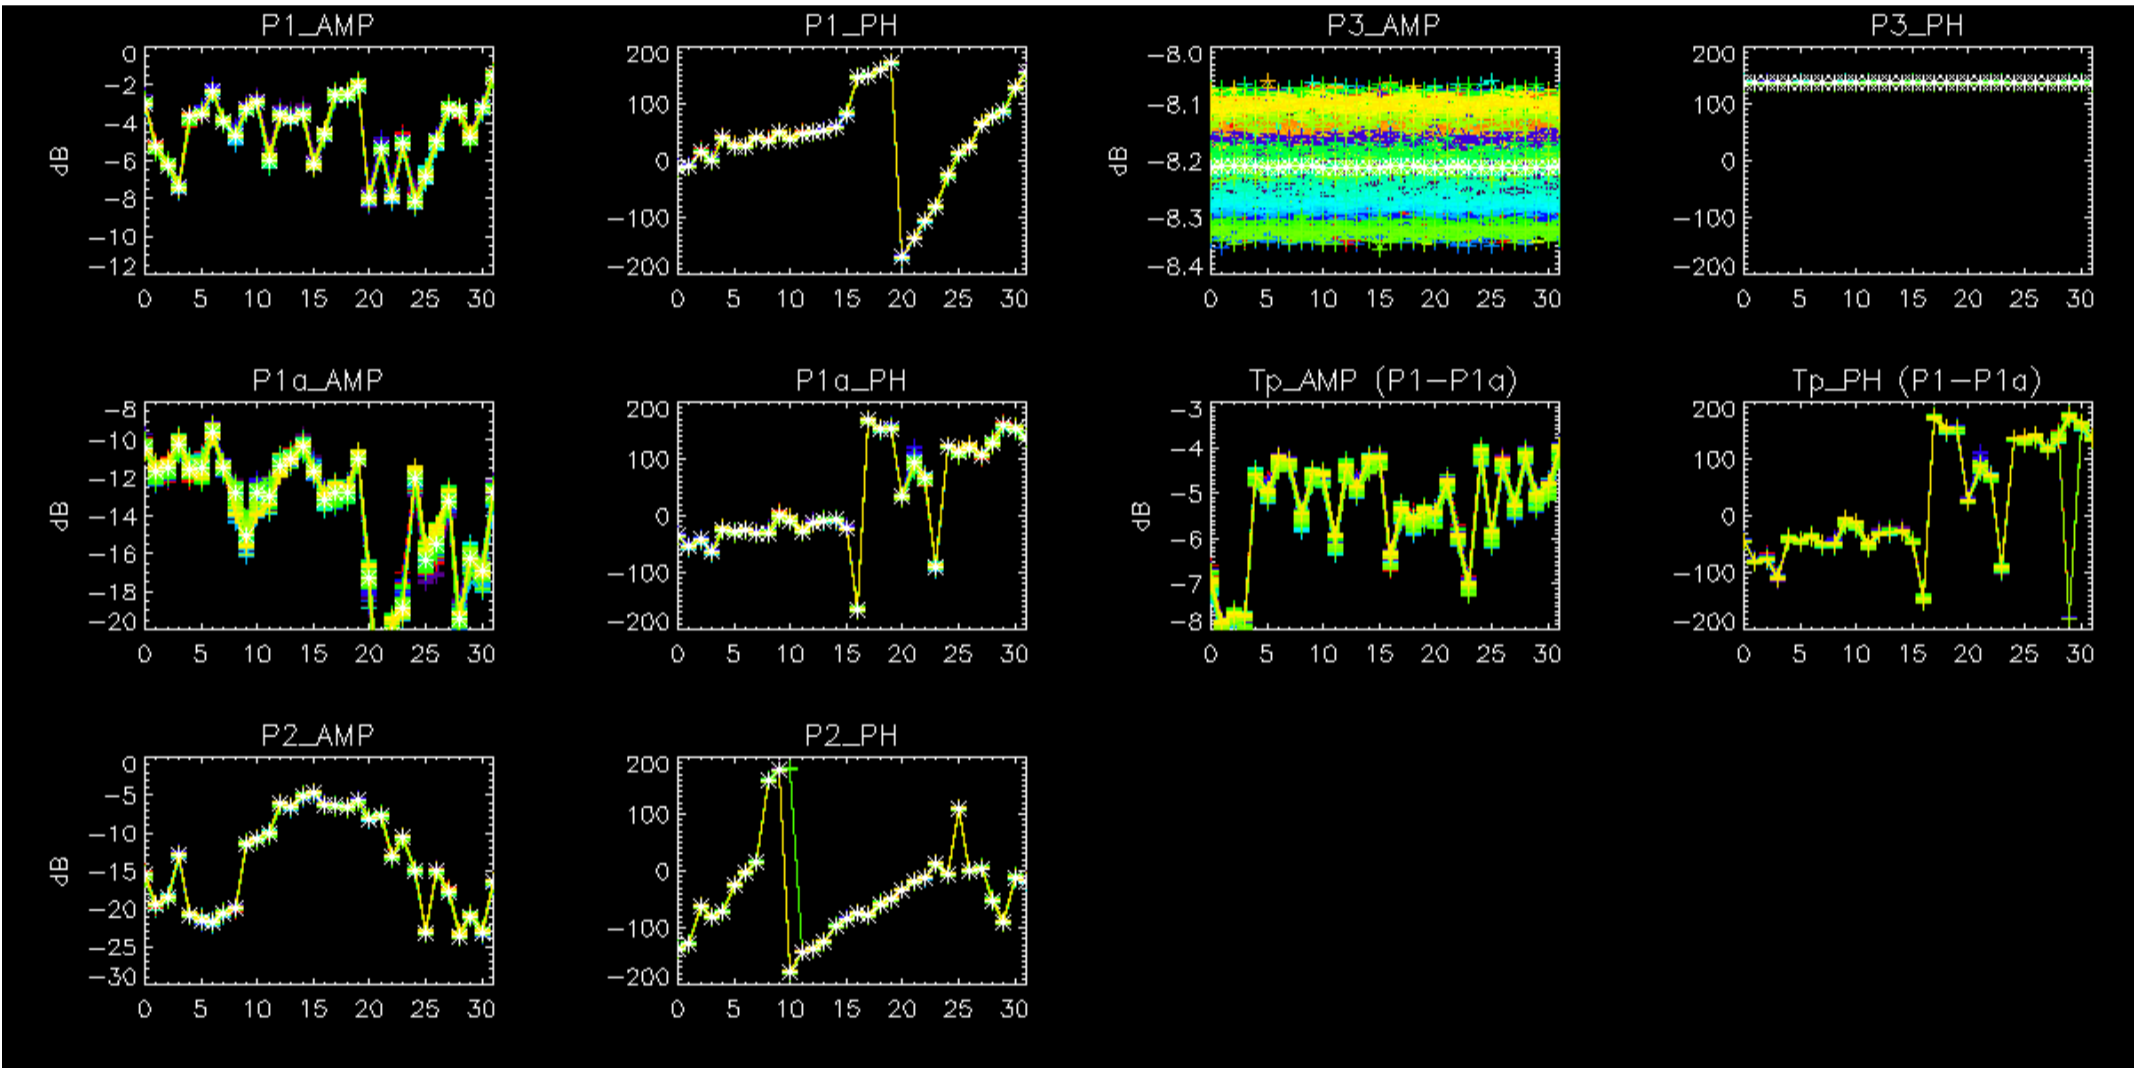 P1_AMP P1_PH P3_AMP P3_PH
0 200 -8.0 200
-2 100 -8.1 100
-4 0 -8.2 0
-6 -100 -8.3 -100
-8 -200 -8.4 -200
-10
-12
dB dB
0 5 10 15 20 25 30 0 5 10 15 20 25 30 0 5 10 15 20 25 30 0 5 10 15 20 25 30
P1a_AMP P1a_PH Tp_AMP (P1-P1a) Tp_PH (P1-P1a)
-8 200 -3 200
-10 100 -4 100
-12 0 -5 0
-14 -100 -6 -100
-16 -200 -7 -200
-18 -8
-20
dB dB
0 5 10 15 20 25 30 0 5 10 15 20 25 30 0 5 10 15 20 25 30 0 5 10 15 20 25 30
P2_AMP P2_PH
0 200
-5 100
-10 0
-15 -100
-20 -200
-25
-30
dB
0 5 10 15 20 25 30 0 5 10 15 20 25 30